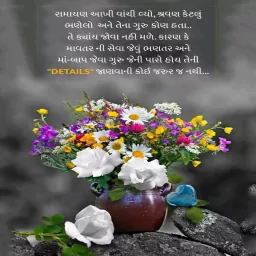 રામાયણ આખી વાંચી લ્યો, શ્રવણ કેટલું
ભણેલો અને તેના ગુરુ કોણ હતા..
તે ક્યાંય જોવા નહી મળે. કારણ કે
માવતર ની સેવા જેવું ભણતર અને
માં-બાપ જેવા ગુરુ જેની પાસે હોય તેની
"DETAILS" જાણવાની કોઈ જરુર જ નથી...